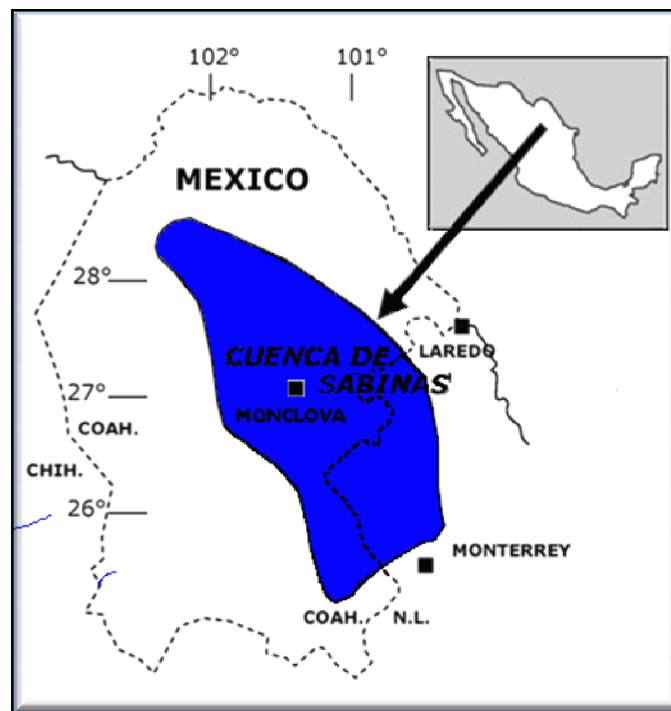 102° 101°
MEXICO
28°
CUENCA DE
SABINAS
LAREDO
27°
MONCLOVA
COAH.
CHIH.
26°
MONTERREY
COAH. N.L.